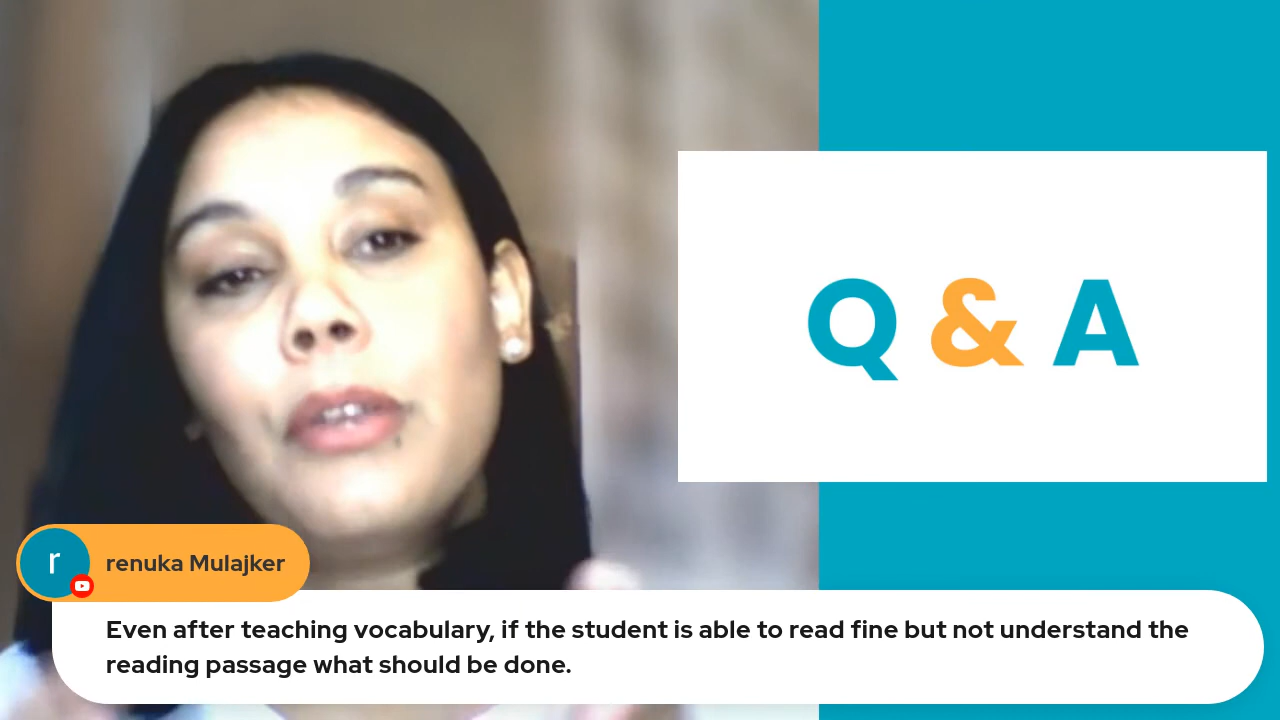 Q & A
r
renuka Mulajker
Even after teaching vocabulary, if the student is able to read fine but not understand the
reading passage what should be done.